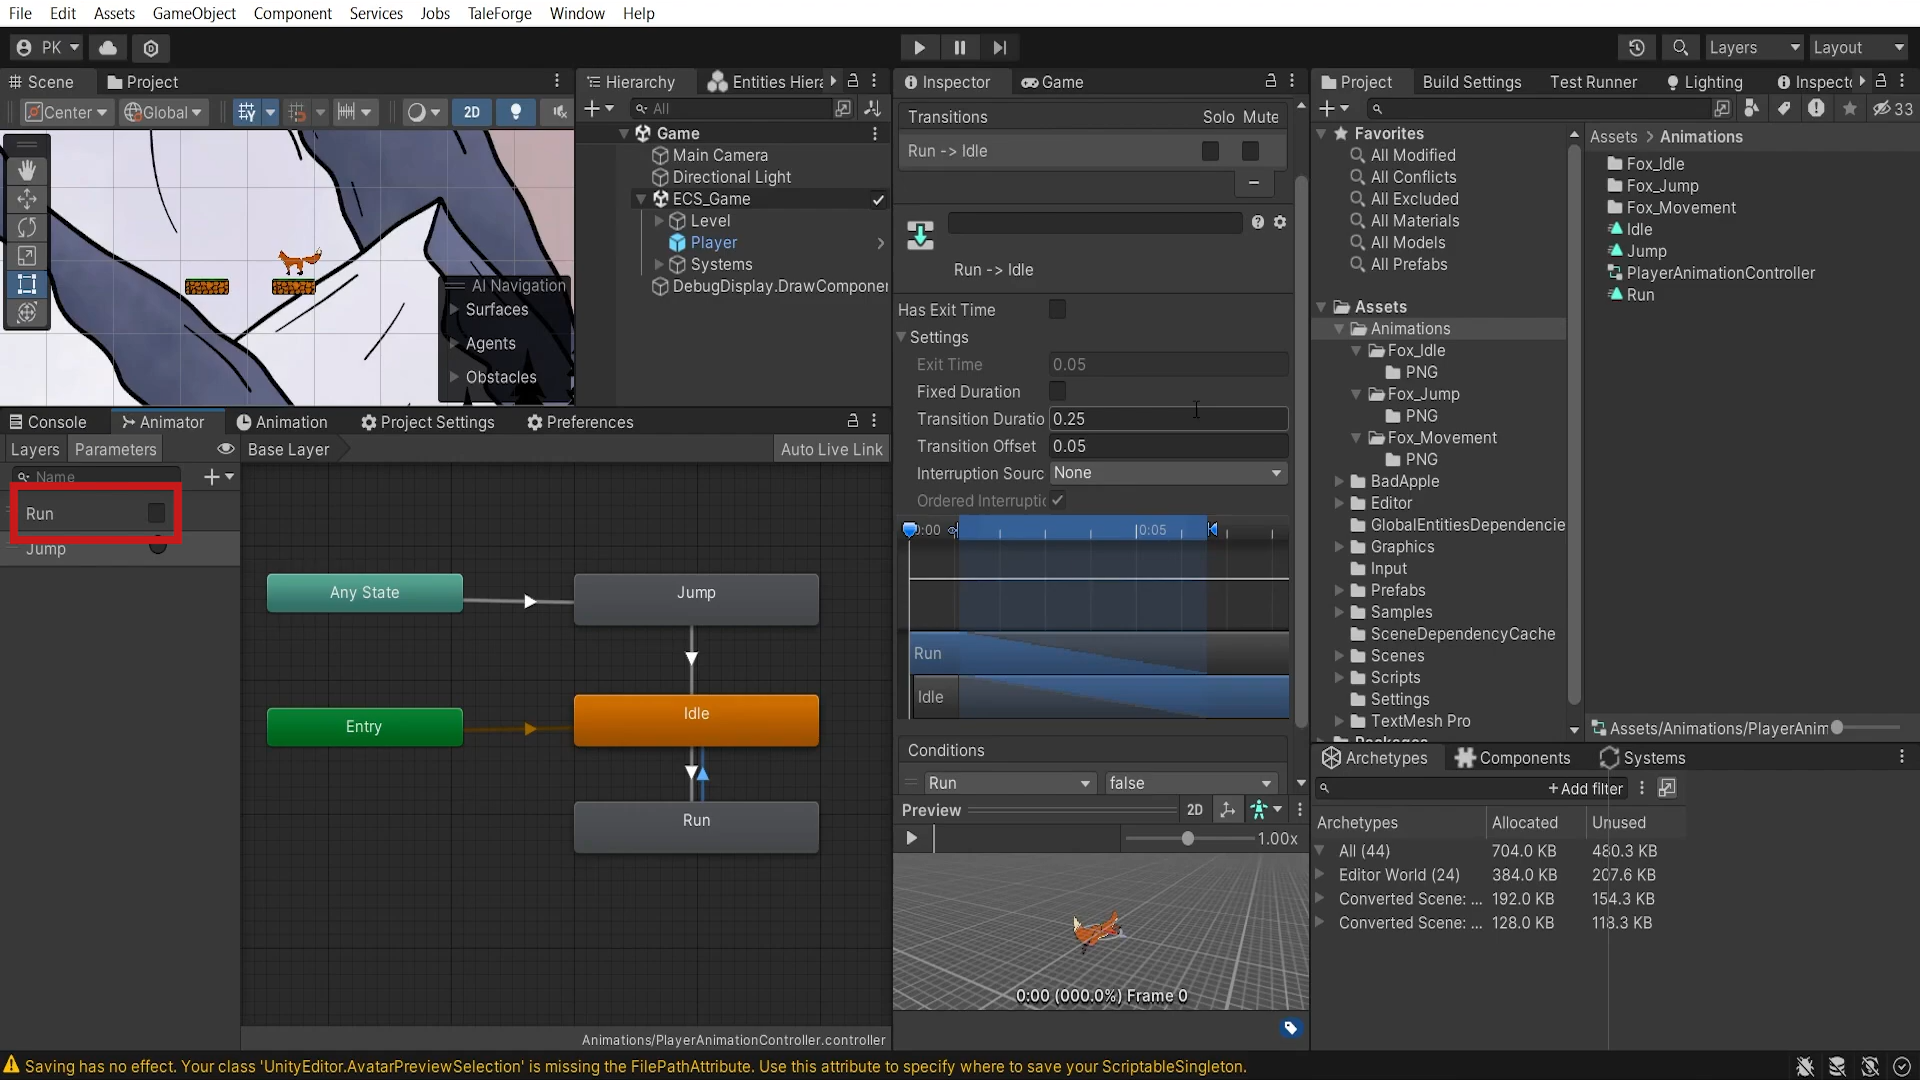 File Edit Assets GameObject Component Services Jobs TaleForge Window Help
PK Layers Layout
Scene Project
Center Global 2D
AI Navigation
Surfaces
Agents
Obstacles
Hierarchy Entities Hiera
All
Game
Main Camera
Directional Light
ECS_Game
Level
Player
Systems
DebugDisplay.DrawComponer
Console Animator Animation Project Settings Preferences
Layers Parameters Base Layer Auto Live Link
Name
Run
Jump
Any State
Jump
Entry
Idle
Run
Animations/PlayerAnimationController.controller
Inspector Game
Transitions Solo Mute
Run -> Idle
Run -> Idle
Has Exit Time
Settings
Exit Time 0.05
Fixed Duration
Transition Duratio 0.25
Transition Offset 0.05
Interruption Sourc None
Ordered Interruptic
0:00 0:05
Run
Idle
Conditions
Run false
Preview 2D
1.00x
0:00 (000.0%) Frame 0
Project Build Settings Test Runner Lighting Inspect
33
Favorites
All Modified
All Conflicts
All Excluded
All Materials
All Models
All Prefabs
Assets
Animations
Fox_Idle
PNG
Fox_Jump
PNG
Fox_Movement
PNG
BadApple
Editor
GlobalEntitiesDependencie
Graphics
Input
Prefabs
Samples
SceneDependencyCache
Scenes
Scripts
Settings
TextMesh Pro
Packages
Assets > Animations
Fox_Idle
Fox_Jump
Fox_Movement
Idle
Jump
PlayerAnimationController
Run
Assets/Animations/PlayerAnim
Archetypes Components Systems
+ Add filter
Archetypes Allocated Unused
All (44) 704.0 KB 480.3 KB
Editor World (24) 384.0 KB 207.6 KB
Converted Scene: ... 192.0 KB 154.3 KB
Converted Scene: ... 128.0 KB 118.3 KB
Saving has no effect. Your class 'UnityEditor.AvatarPreviewSelection' is missing the FilePathAttribute. Use this attribute to specify where to save your ScriptableSingleton.